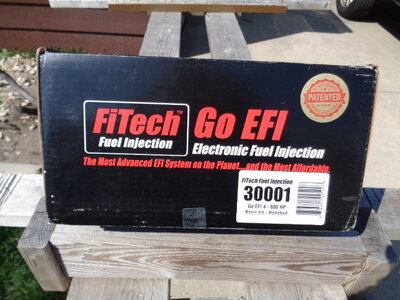 FiTech™
Fuel Injection
Go EFI
Electronic Fuel Injection
The Most Advanced EFI System on the Planet...and the Most Affordable.
PATENTED
FiTech Fuel Injection
30001
Go EFI 4 - 600 HP
Basic Kit - Polished